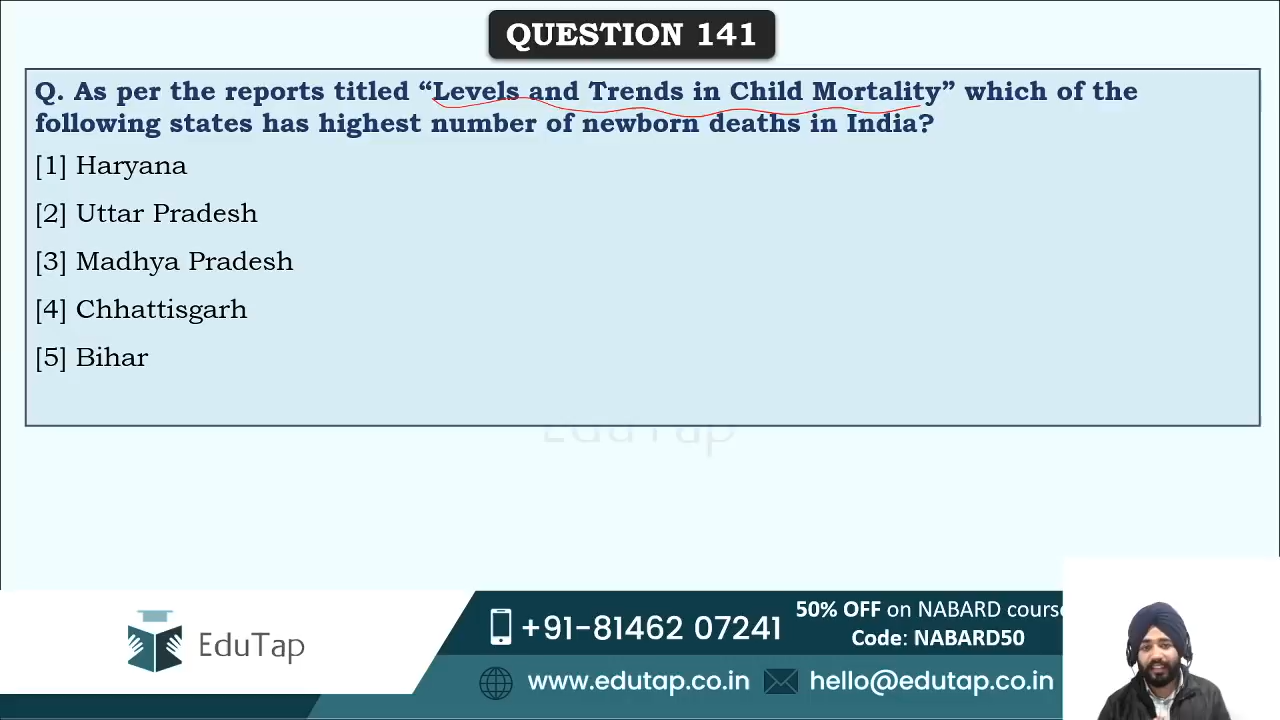 QUESTION 141
Q. As per the reports titled “Levels and Trends in Child Mortality” which of the
following states has highest number of newborn deaths in India?
[1] Haryana
[2] Uttar Pradesh
[3] Madhya Pradesh
[4] Chhattisgarh
[5] Bihar
EduTap
EduTap
+91-81462 07241
50% OFF on NABARD course
Code: NABARD50
www.edutap.co.in
hello@edutap.co.in